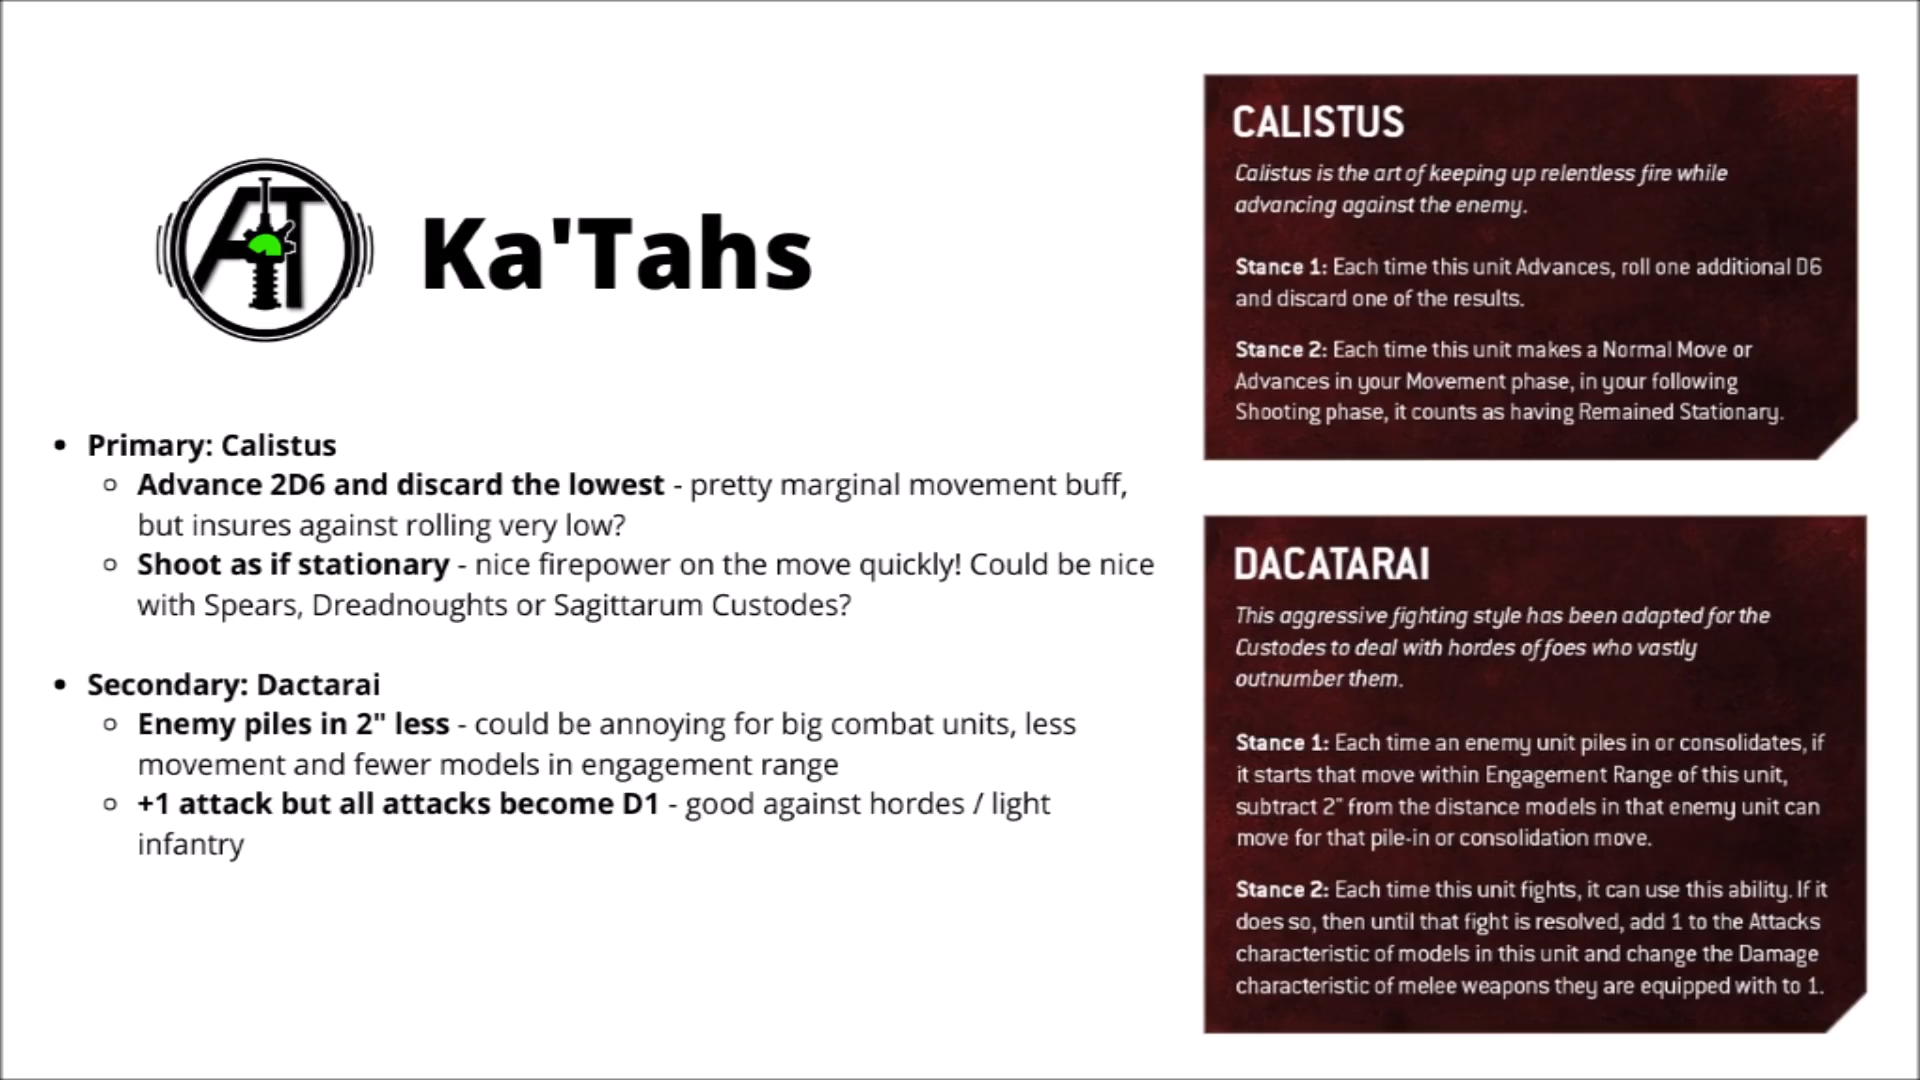 AT
Ka'Tahs
• Primary: Calistus
○ Advance 2D6 and discard the lowest - pretty marginal movement buff,
but insures against rolling very low?
○ Shoot as if stationary - nice firepower on the move quickly! Could be nice
with Spears, Dreadnoughts or Sagittarum Custodes?
• Secondary: Dactarai
○ Enemy piles in 2" less - could be annoying for big combat units, less
movement and fewer models in engagement range
○ +1 attack but all attacks become D1 - good against hordes / light
infantry
CALISTUS
Calistus is the art of keeping up relentless fire while
advancing against the enemy.
Stance 1: Each time this unit Advances, roll one additional D6
and discard one of the results.
Stance 2: Each time this unit makes a Normal Move or
Advances in your Movement phase, in your following
Shooting phase, it counts as having Remained Stationary.
DACATARAI
This aggressive fighting style has been adapted for the
Custodes to deal with hordes of foes who vastly
outnumber them.
Stance 1: Each time an enemy unit piles in or consolidates, if
it starts that move within Engagement Range of this unit,
subtract 2" from the distance models in that enemy unit can
move for that pile-in or consolidation move.
Stance 2: Each time this unit fights, it can use this ability. If it
does so, then until that fight is resolved, add 1 to the Attacks
characteristic of models in this unit and change the Damage
characteristic of melee weapons they are equipped with to 1.